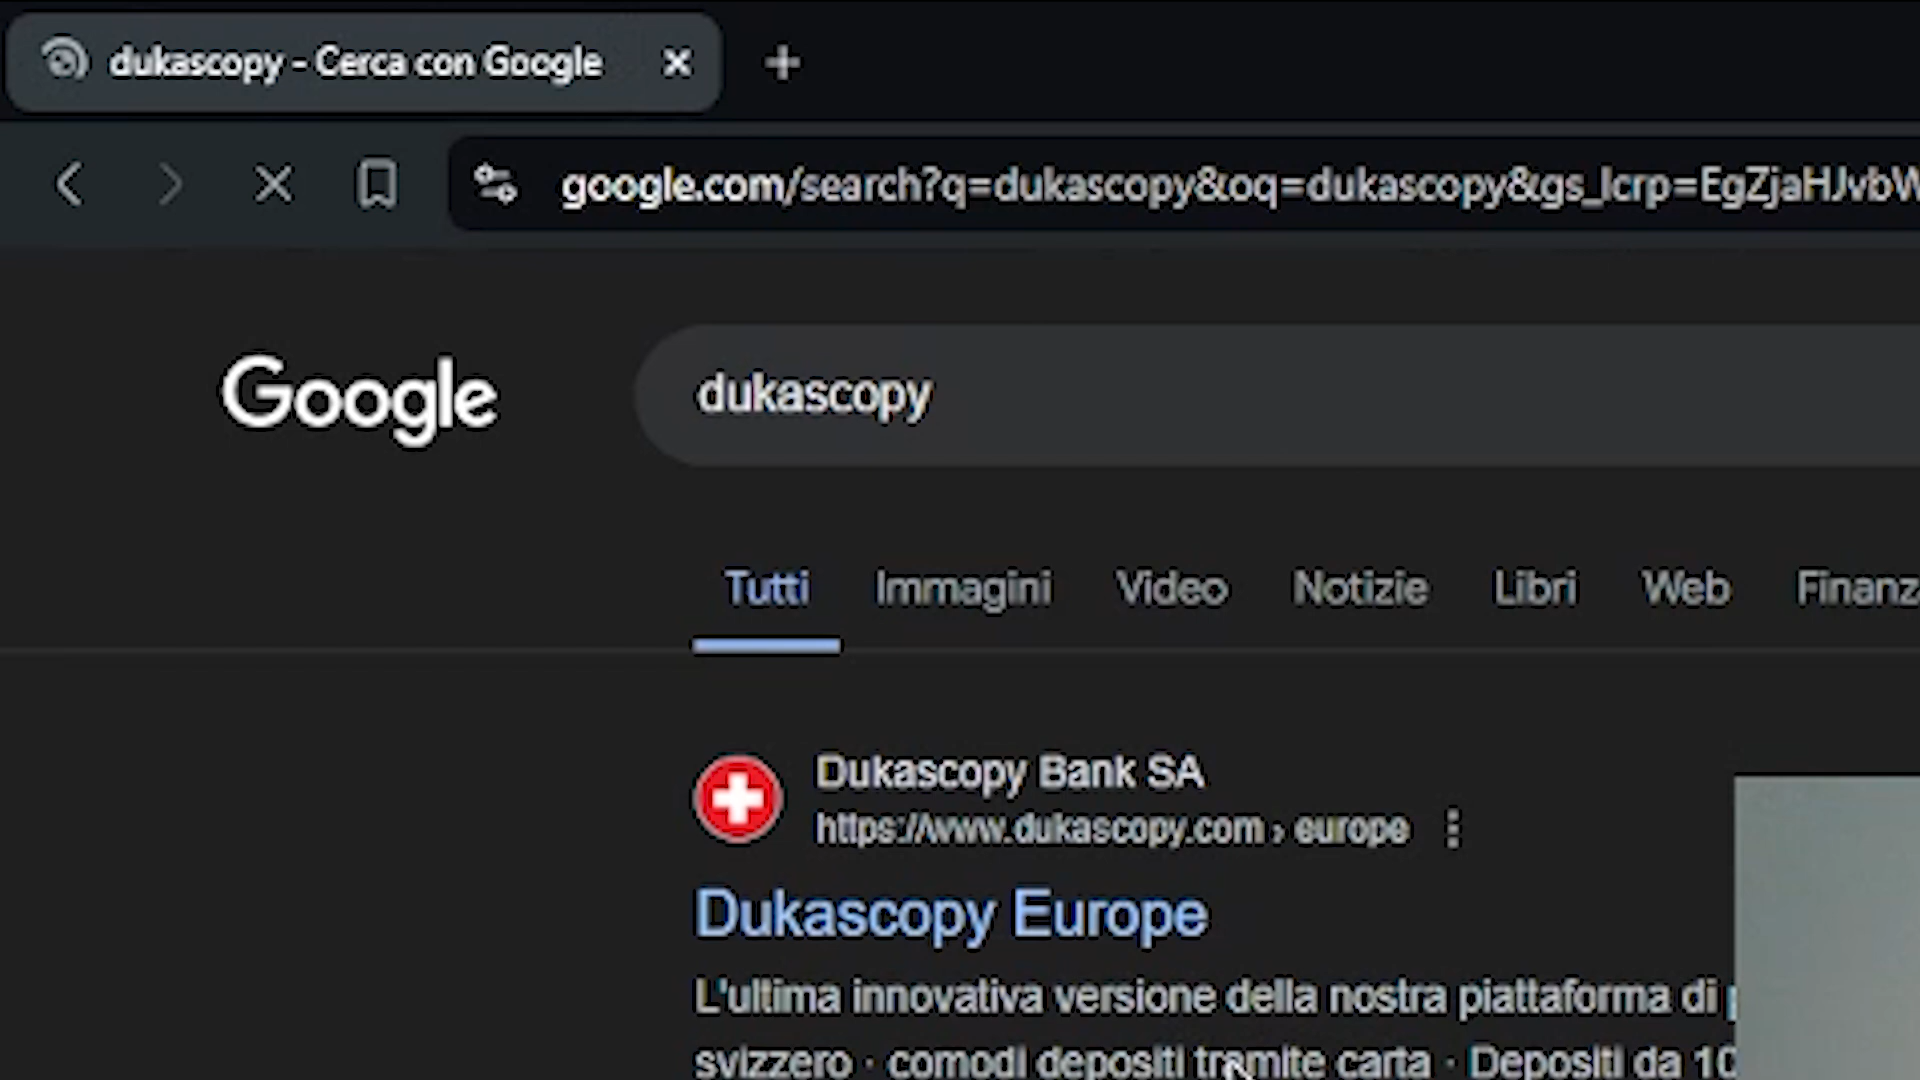 dukascopy - Cerca con Google
google.com/search?q=dukascopy&oq=dukascopy&gs_lcrp=EgZjaHJvbW
Google
dukascopy
Tutti Immagini Video Notizie Libri Web Finanz
Dukascopy Bank SA
https://www.dukascopy.com › europe
Dukascopy Europe
L'ultima innovativa versione della nostra piattaforma di
svizzero · comodi depositi tramite carta · Depositi da 10